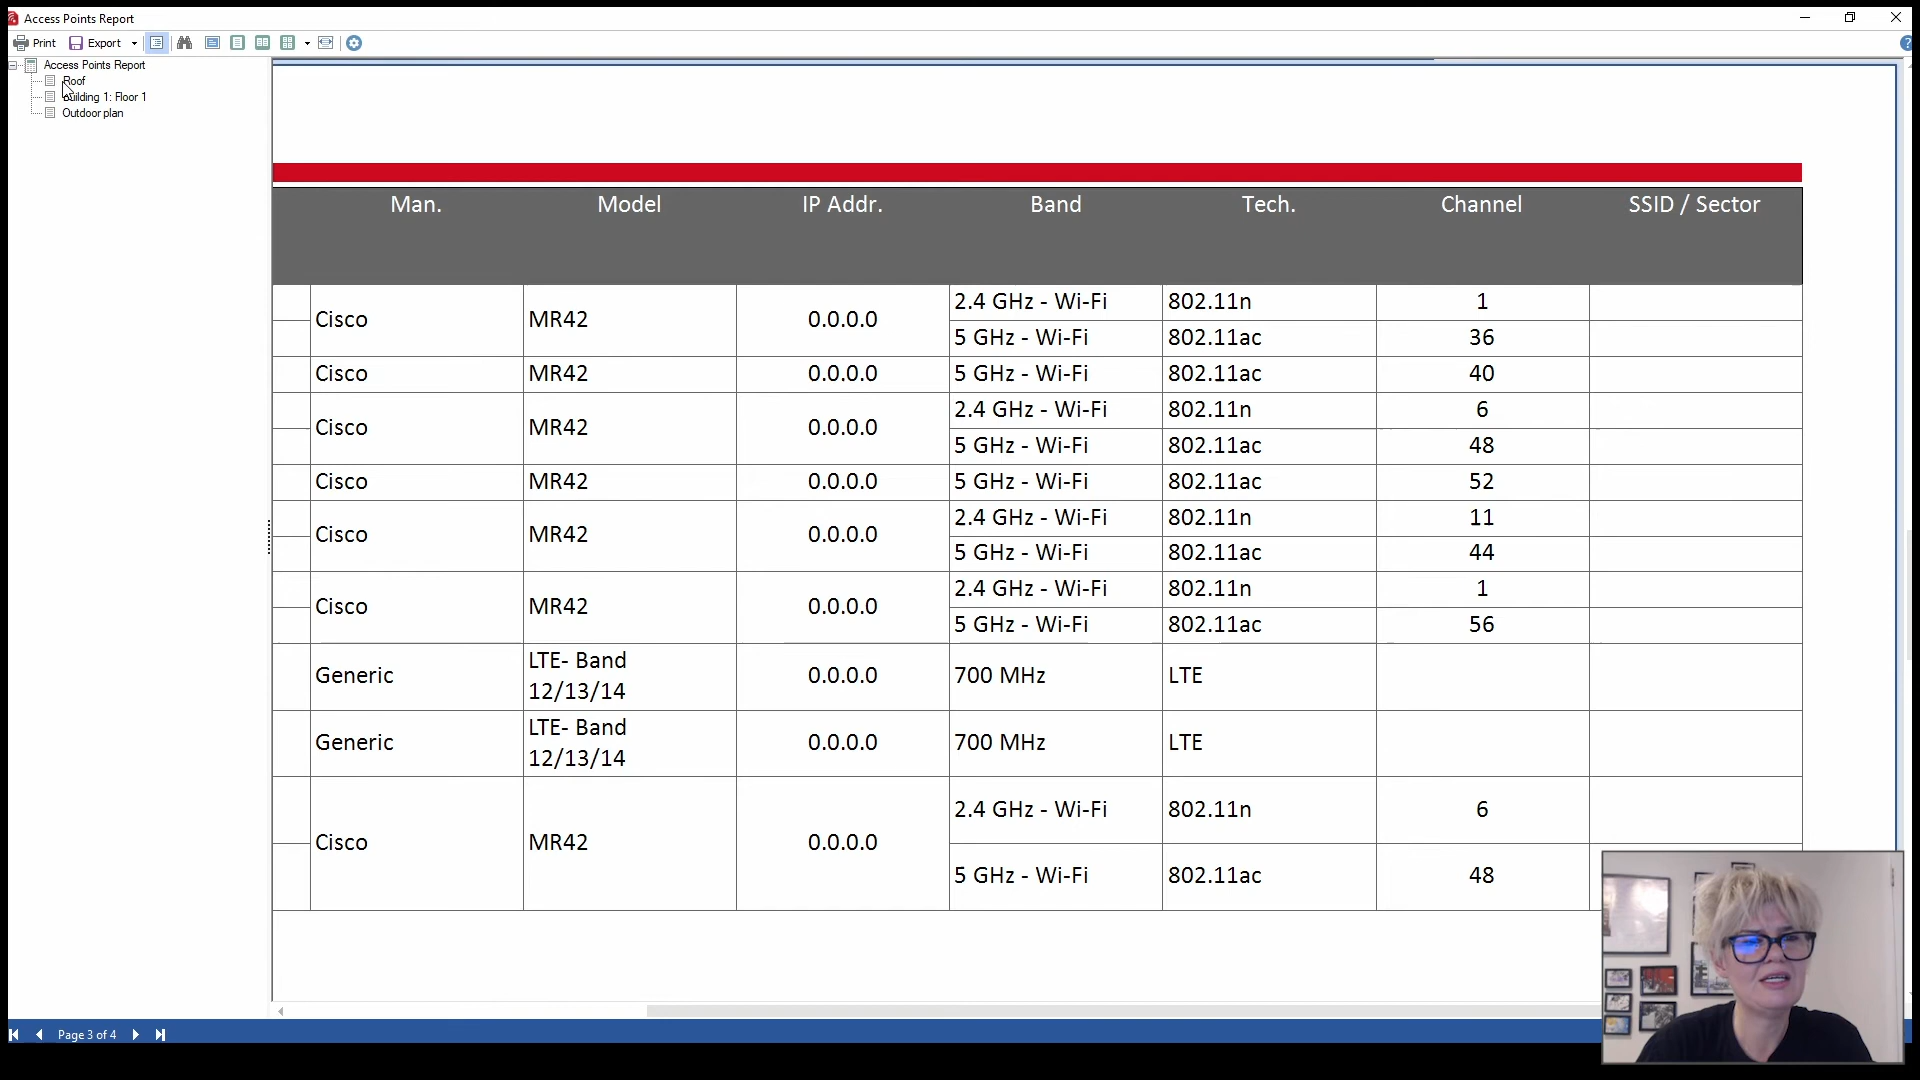 Access Points Report
Print Export
Access Points Report
Roof
Building 1: Floor 1
Outdoor plan
Man. Model IP Addr. Band Tech. Channel SSID / Sector
Cisco MR42 0.0.0.0 2.4 GHz - Wi-Fi 802.11n 1
5 GHz - Wi-Fi 802.11ac 36
Cisco MR42 0.0.0.0 5 GHz - Wi-Fi 802.11ac 40
Cisco MR42 0.0.0.0 2.4 GHz - Wi-Fi 802.11n 6
5 GHz - Wi-Fi 802.11ac 48
Cisco MR42 0.0.0.0 5 GHz - Wi-Fi 802.11ac 52
Cisco MR42 0.0.0.0 2.4 GHz - Wi-Fi 802.11n 11
5 GHz - Wi-Fi 802.11ac 44
Cisco MR42 0.0.0.0 2.4 GHz - Wi-Fi 802.11n 1
5 GHz - Wi-Fi 802.11ac 56
Generic LTE- Band 0.0.0.0 700 MHz LTE
12/13/14
Generic LTE- Band 0.0.0.0 700 MHz LTE
12/13/14
Cisco MR42 0.0.0.0 2.4 GHz - Wi-Fi 802.11n 6
5 GHz - Wi-Fi 802.11ac 48
Page 3 of 4